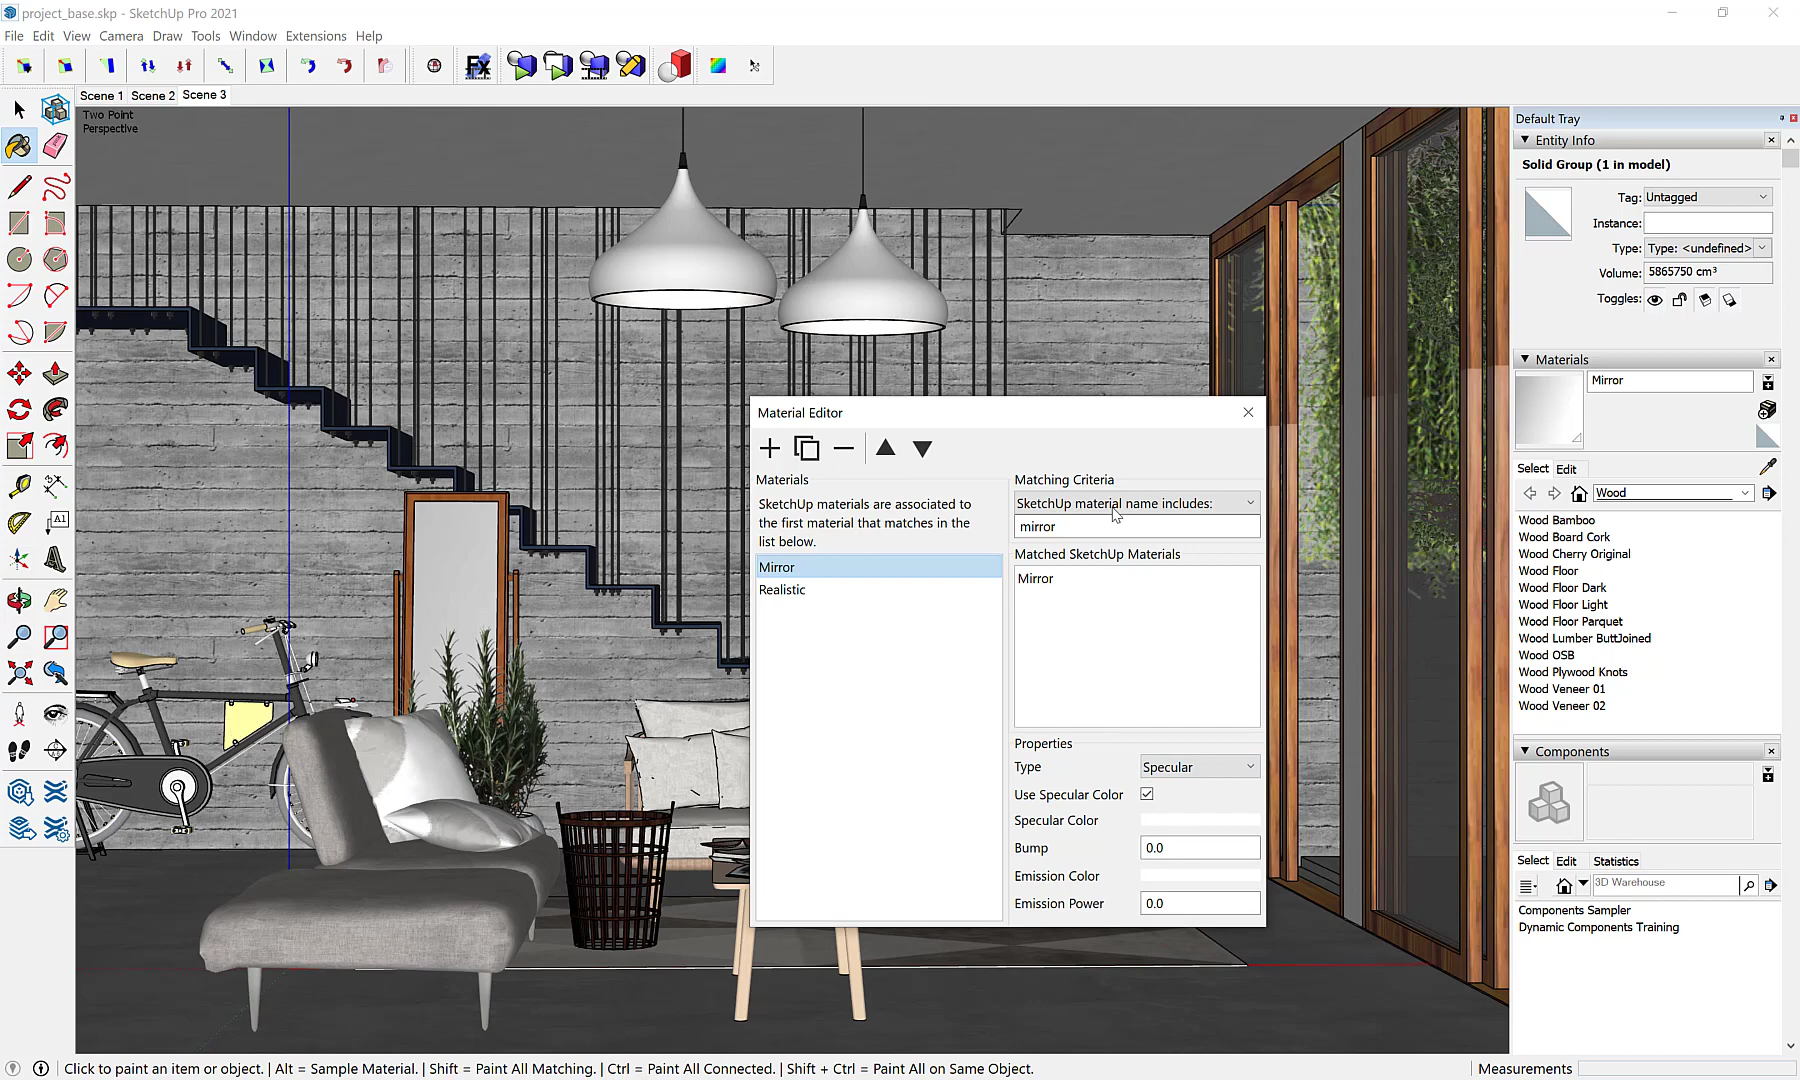 project_base.skp - SketchUp Pro 2021
File Edit View Camera Draw Tools Window Extensions Help
FX
Scene 1 Scene 2 Scene 3
Two Point
Perspective
A1
Material Editor
Materials
SketchUp materials are associated to
the first material that matches in the
list below.
Mirror
Realistic
Matching Criteria
SketchUp material name includes:
mirror
Matched SketchUp Materials
Mirror
Properties
Type Specular
Use Specular Color
Specular Color
Bump 0.0
Emission Color
Emission Power 0.0
Default Tray
Entity Info
Solid Group (1 in model)
Tag: Untagged
Instance:
Type: Type: <undefined>
Volume: 5865750 cm³
Toggles:
Materials
Mirror
Select Edit
Wood
Wood Bamboo
Wood Board Cork
Wood Cherry Original
Wood Floor
Wood Floor Dark
Wood Floor Light
Wood Floor Parquet
Wood Lumber ButtJoined
Wood OSB
Wood Plywood Knots
Wood Veneer 01
Wood Veneer 02
Components
Select Edit Statistics
3D Warehouse
Components Sampler
Dynamic Components Training
Click to paint an item or object. | Alt = Sample Material. | Shift = Paint All Matching. | Ctrl = Paint All Connected. | Shift + Ctrl = Paint All on Same Object.
Measurements